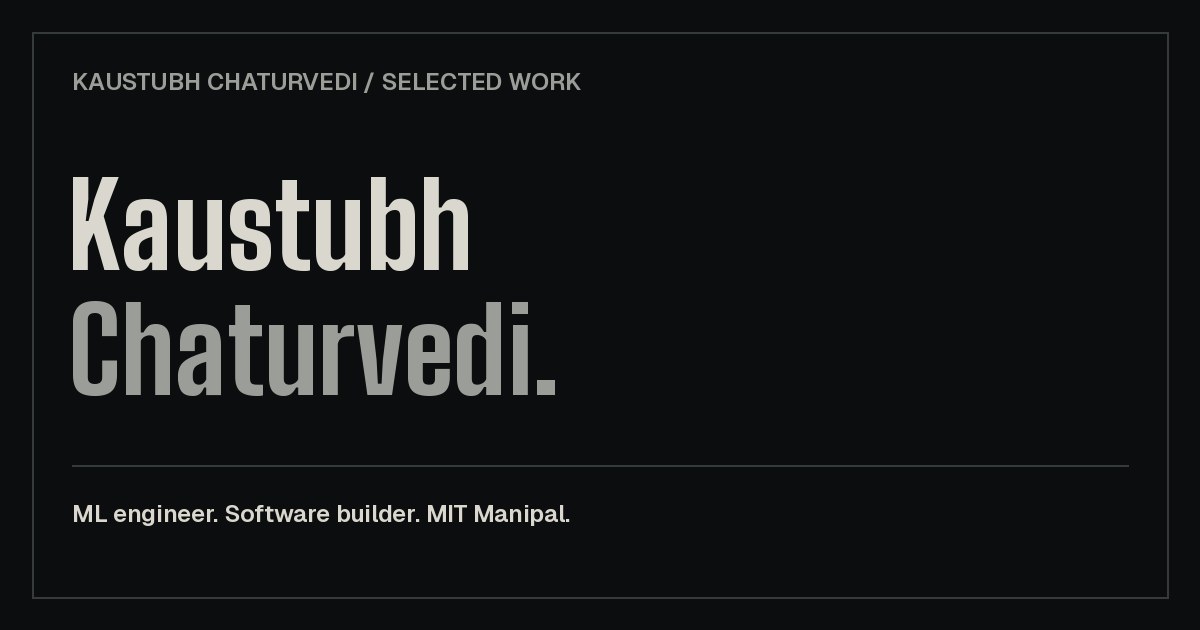 KAUSTUBH CHATURVEDI / SELECTED WORK
Kaustubh
Chaturvedi.
ML engineer. Software builder. MIT Manipal.